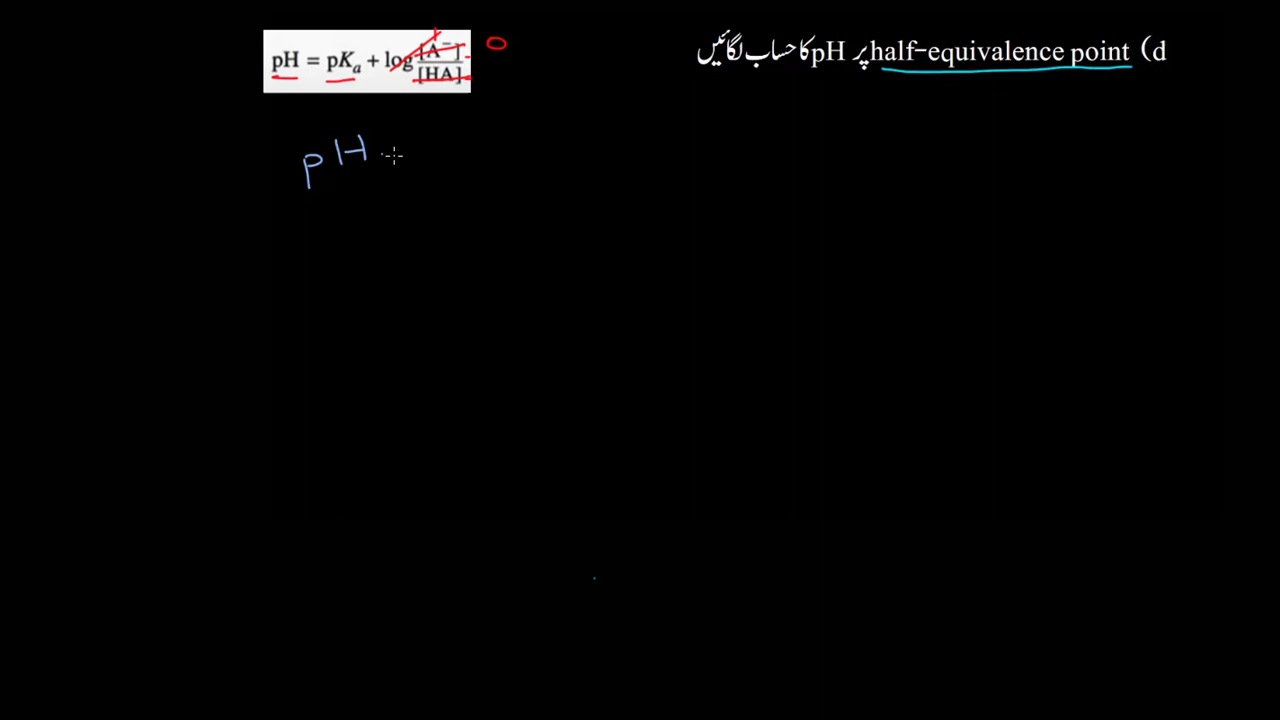 d) half-equivalence point پر pH کا حساب لگائیں
pH = pKa + log [A⁻]/[HA]
0
pH